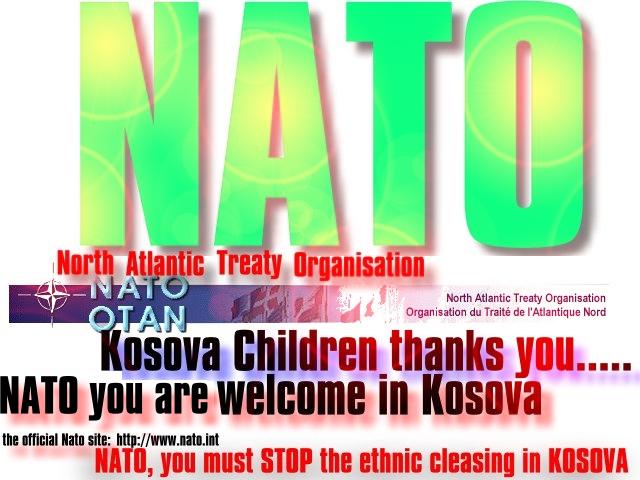 NATO
North Atlantic Treaty Organisation
NATO
OTAN
North Atlantic Treaty Organisation
Organisation du Traité de l'Atlantique Nord
Kosova Children thanks you.....
NATO you are welcome in Kosova
the official Nato site: http://www.nato.int
NATO, you must STOP the ethnic cleasing in KOSOVA